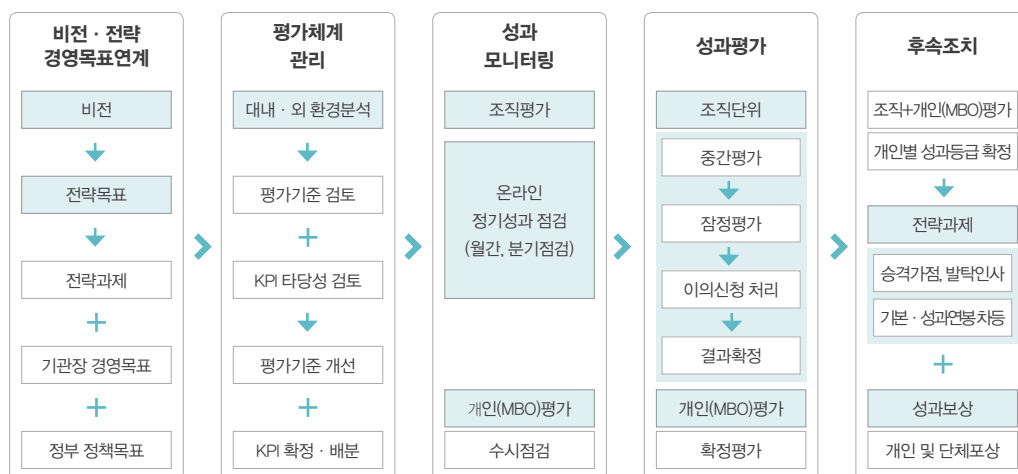 비전 · 전략
경영목표연계
비전
전략목표
전략과제
기관장 경영목표
정부 정책목표
평가체계
관리
대내 · 외 환경분석
평가기준 검토
KPI 타당성 검토
평가기준 개선
KPI 확정 · 배분
성과
모니터링
조직평가
온라인
정기성과 점검
(월간, 분기점검)
개인(MBO)평가
수시점검
성과평가
조직단위
중간평가
잠정평가
이의신청 처리
결과확정
개인(MBO)평가
확정평가
후속조치
조직+개인(MBO)평가
개인별 성과등급 확정
전략과제
승격가점, 발탁인사
기본 · 성과연봉 차등
성과보상
개인 및 단체포상